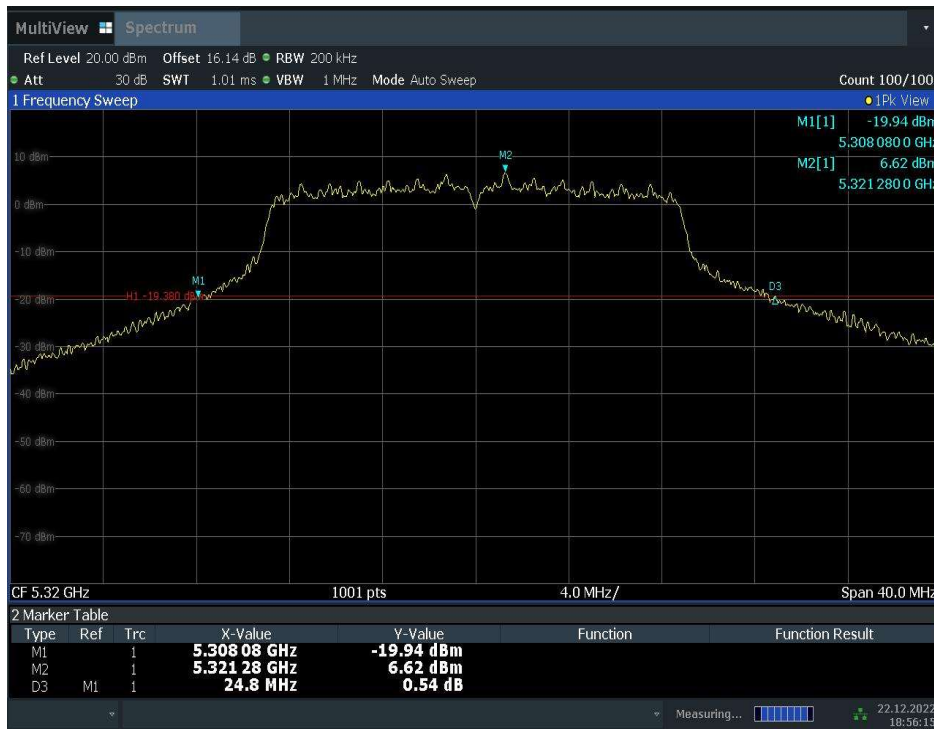 MultiView Spectrum
Ref Level 20.00 dBm Offset 16.14 dB RBW 200 kHz
Att 30 dB SWT 1.01 ms VBW 1 MHz Mode Auto Sweep Count 100/100
1 Frequency Sweep 1Pk View
M1[1] -19.94 dBm
5.308 080 0 GHz
10 dBm M2 M2[1] 6.62 dBm
5.321 280 0 GHz
0 dBm
-10 dBm
M1
D3
-20 dBm H1 -19.380 dBm
-30 dBm
-40 dBm
-50 dBm
-60 dBm
-70 dBm
CF 5.32 GHz 1001 pts 4.0 MHz/ Span 40.0 MHz
2 Marker Table
Type Ref Trc X-Value Y-Value Function Function Result
M1 1 5.308 08 GHz -19.94 dBm
M2 1 5.321 28 GHz 6.62 dBm
D3 M1 1 24.8 MHz 0.54 dB
Measuring... 22.12.2022
18:56:15